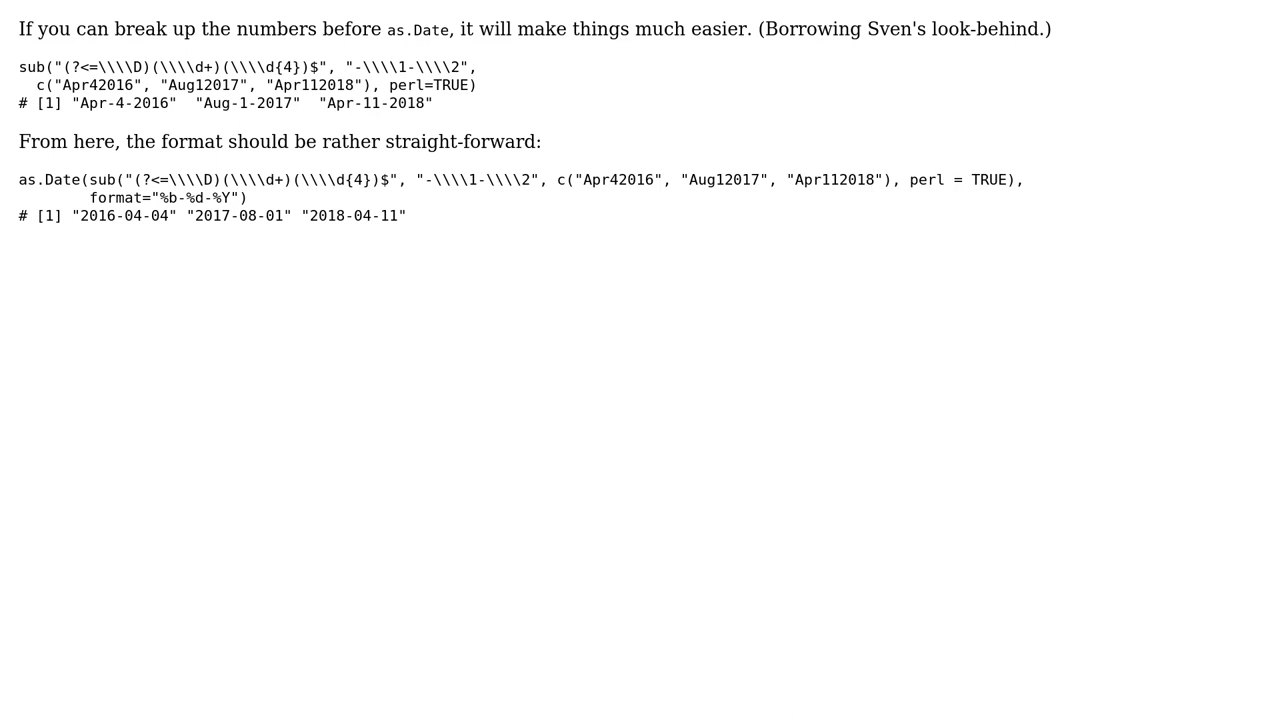 If you can break up the numbers before as.Date, it will make things much easier. (Borrowing Sven's look-behind.)
sub("(?<=\\\\D)(\\\\d+)(\\\\d{4})$", "-\\\\1-\\\\2",
  c("Apr42016", "Aug12017", "Apr112018"), perl=TRUE)
# [1] "Apr-4-2016"  "Aug-1-2017"  "Apr-11-2018"
From here, the format should be rather straight-forward:
as.Date(sub("(?<=\\\\D)(\\\\d+)(\\\\d{4})$", "-\\\\1-\\\\2", c("Apr42016", "Aug12017", "Apr112018"), perl = TRUE),
        format="%b-%d-%Y")
# [1] "2016-04-04" "2017-08-01" "2018-04-11"